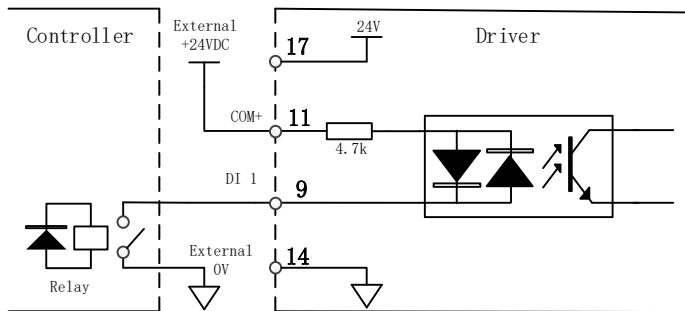 Controller
External
+24VDC
17
24V
Driver
COM+
11
4.7k
DI 1
9
External
0V
14
Relay